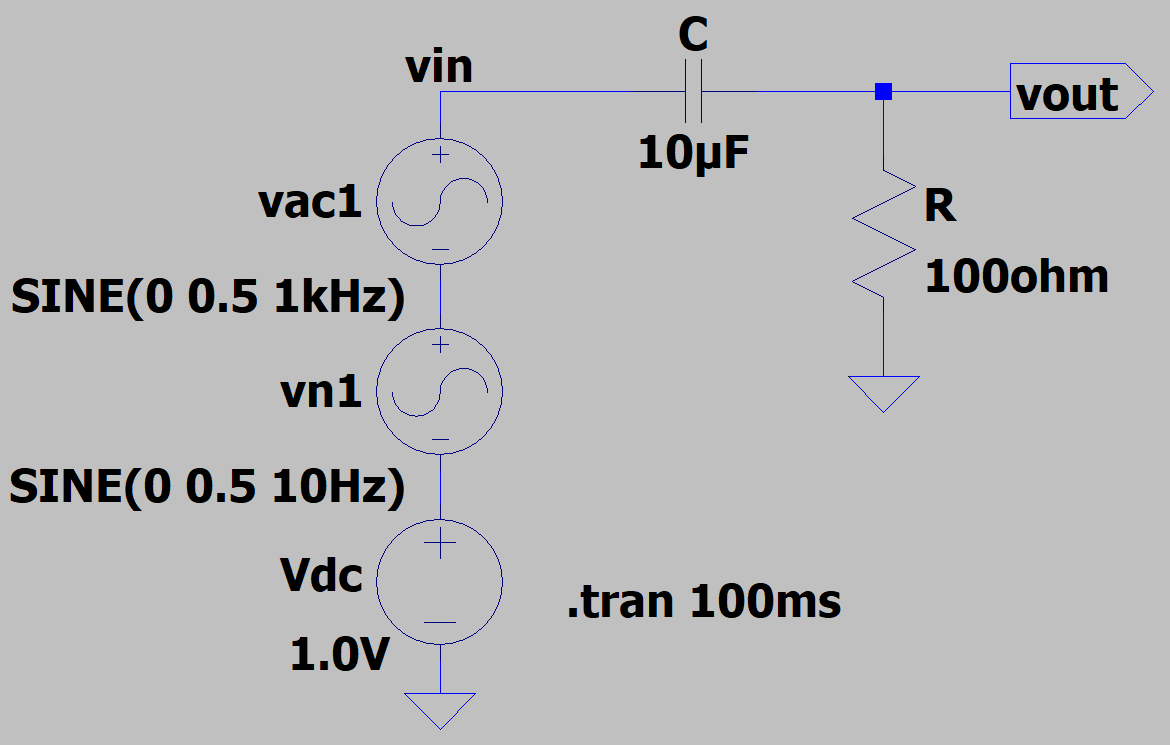 C
vin
vout
10µF
vac1
R
100ohm
SINE(0 0.5 1kHz)
vn1
SINE(0 0.5 10Hz)
Vdc
.tran 100ms
1.0V